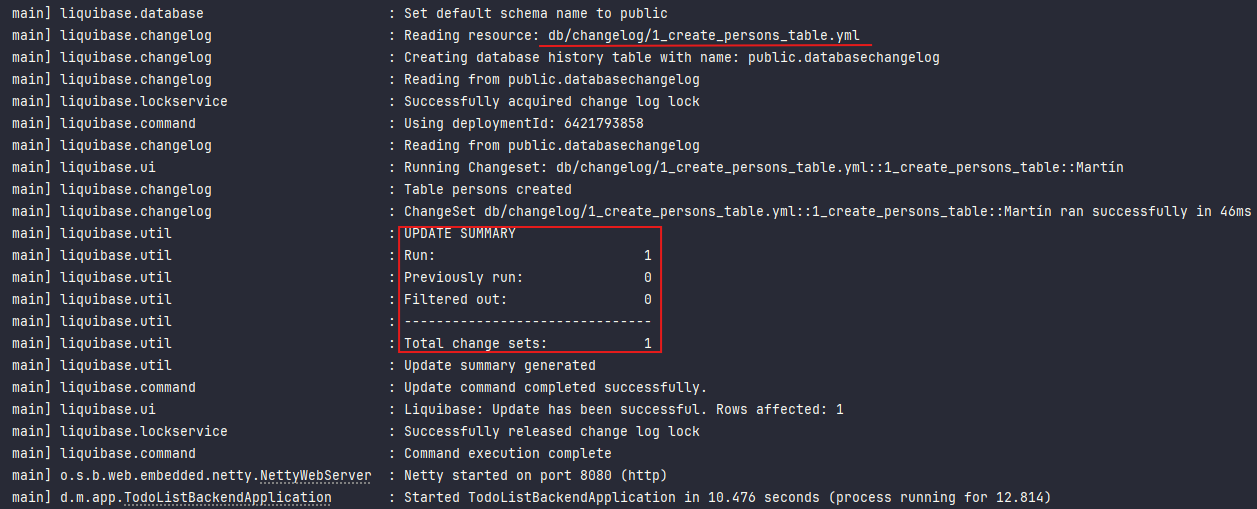 main] liquibase.database : Set default schema name to public
main] liquibase.changelog : Reading resource: db/changelog/1_create_persons_table.yml
main] liquibase.changelog : Creating database history table with name: public.databasechangelog
main] liquibase.changelog : Reading from public.databasechangelog
main] liquibase.lockservice : Successfully acquired change log lock
main] liquibase.command : Using deploymentId: 6421793858
main] liquibase.changelog : Reading from public.databasechangelog
main] liquibase.ui : Running Changeset: db/changelog/1_create_persons_table.yml::1_create_persons_table::Martín
main] liquibase.changelog : Table persons created
main] liquibase.changelog : ChangeSet db/changelog/1_create_persons_table.yml::1_create_persons_table::Martín ran successfully in 46ms
main] liquibase.util : UPDATE SUMMARY
main] liquibase.util : Run: 1
main] liquibase.util : Previously run: 0
main] liquibase.util : Filtered out: 0
main] liquibase.util : -------------------------------
main] liquibase.util : Total change sets: 1
main] liquibase.util : Update summary generated
main] liquibase.command : Update command completed successfully.
main] liquibase.ui : Liquibase: Update has been successful. Rows affected: 1
main] liquibase.lockservice : Successfully released change log lock
main] liquibase.command : Command execution complete
main] o.s.b.web.embedded.netty.NettyWebServer : Netty started on port 8080 (http)
main] d.m.app.TodoListBackendApplication : Started TodoListBackendApplication in 10.476 seconds (process running for 12.814)